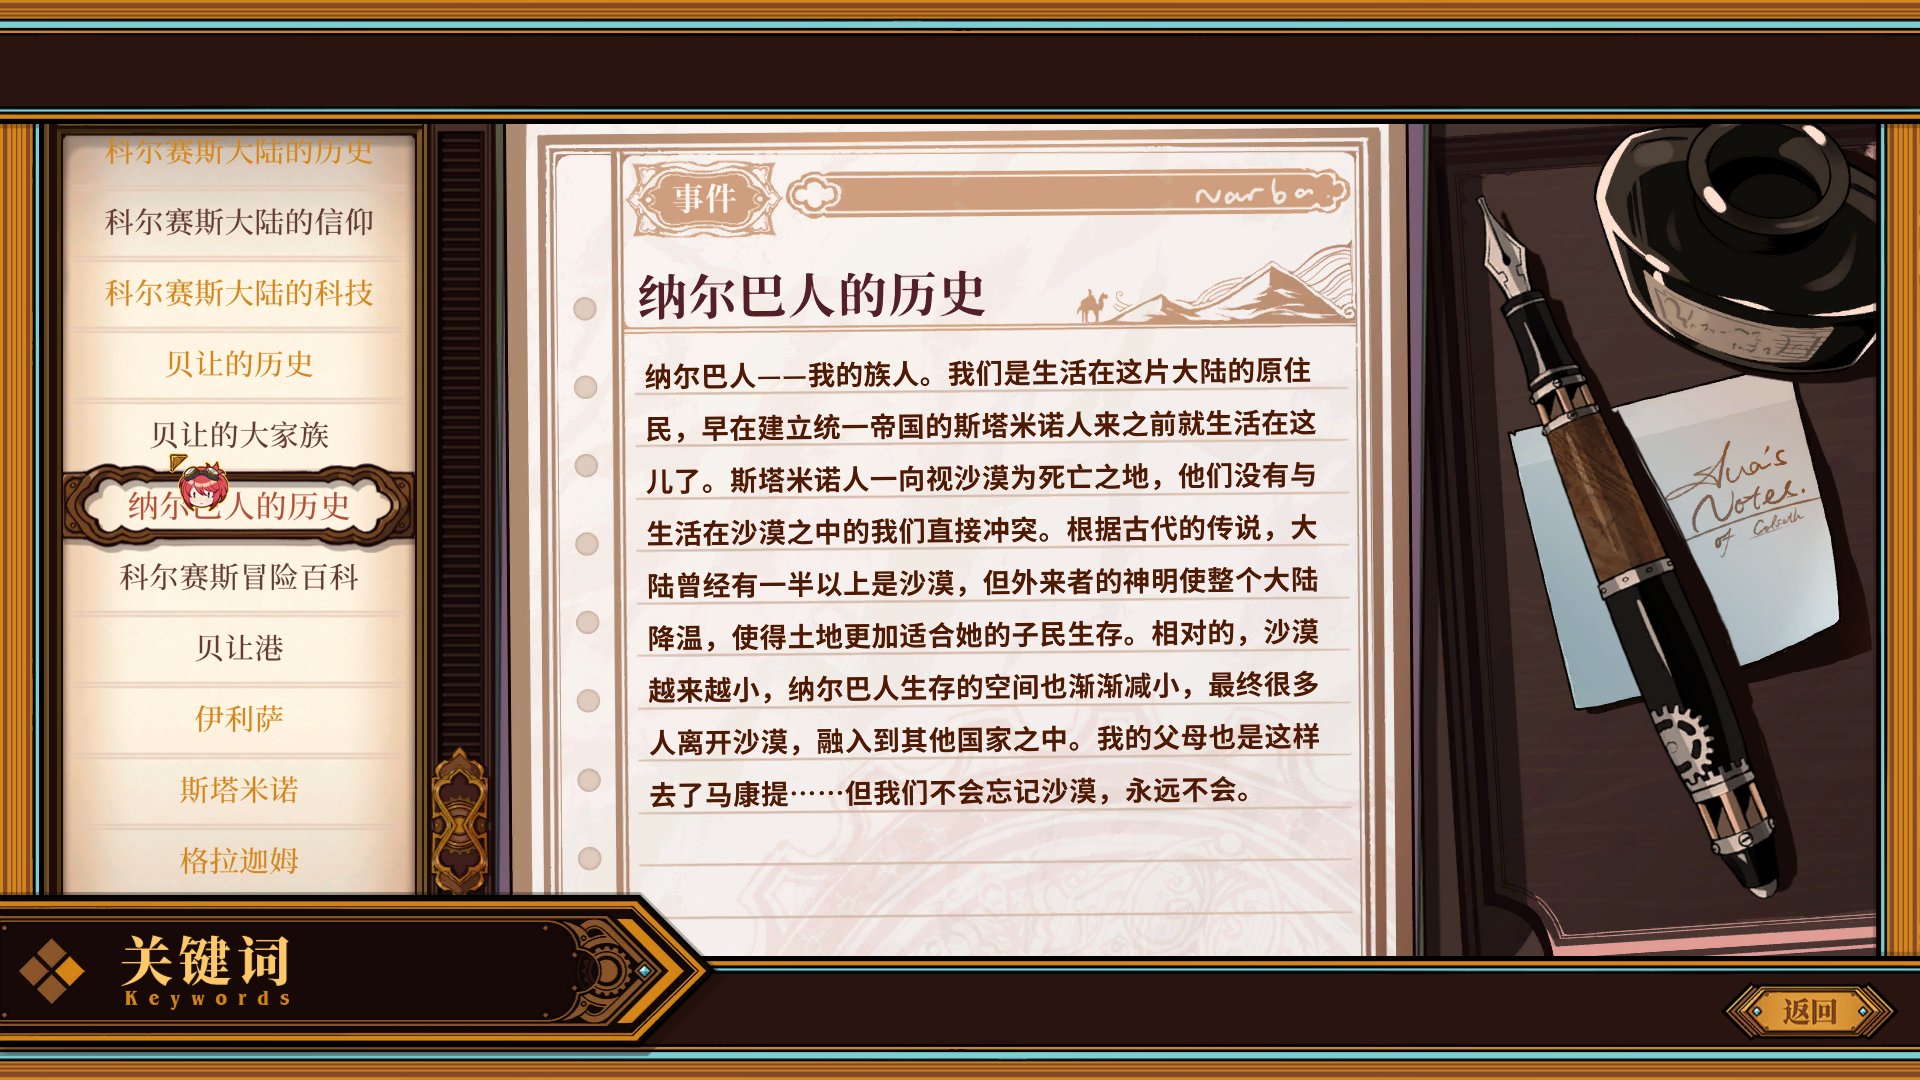 科尔赛斯大陆的历史
科尔赛斯大陆的信仰
科尔赛斯大陆的科技
贝让的历史
贝让的大家族
纳尔巴人的历史
科尔赛斯冒险百科
贝让港
伊利萨
斯塔米诺
格拉迦姆
事件
Narba
纳尔巴人的历史
纳尔巴人——我的族人。我们是生活在这片大陆的原住
民，早在建立统一帝国的斯塔米诺人来之前就生活在这
儿了。斯塔米诺人一向视沙漠为死亡之地，他们没有与
生活在沙漠之中的我们直接冲突。根据古代的传说，大
陆曾经有一半以上是沙漠，但外来者的神明使整个大陆
降温，使得土地更加适合她的子民生存。相对的，沙漠
越来越小，纳尔巴人生存的空间也渐渐减小，最终很多
人离开沙漠，融入到其他国家之中。我的父母也是这样
去了马康提……但我们不会忘记沙漠，永远不会。
Notes.
of
关键词
Keywords
返回